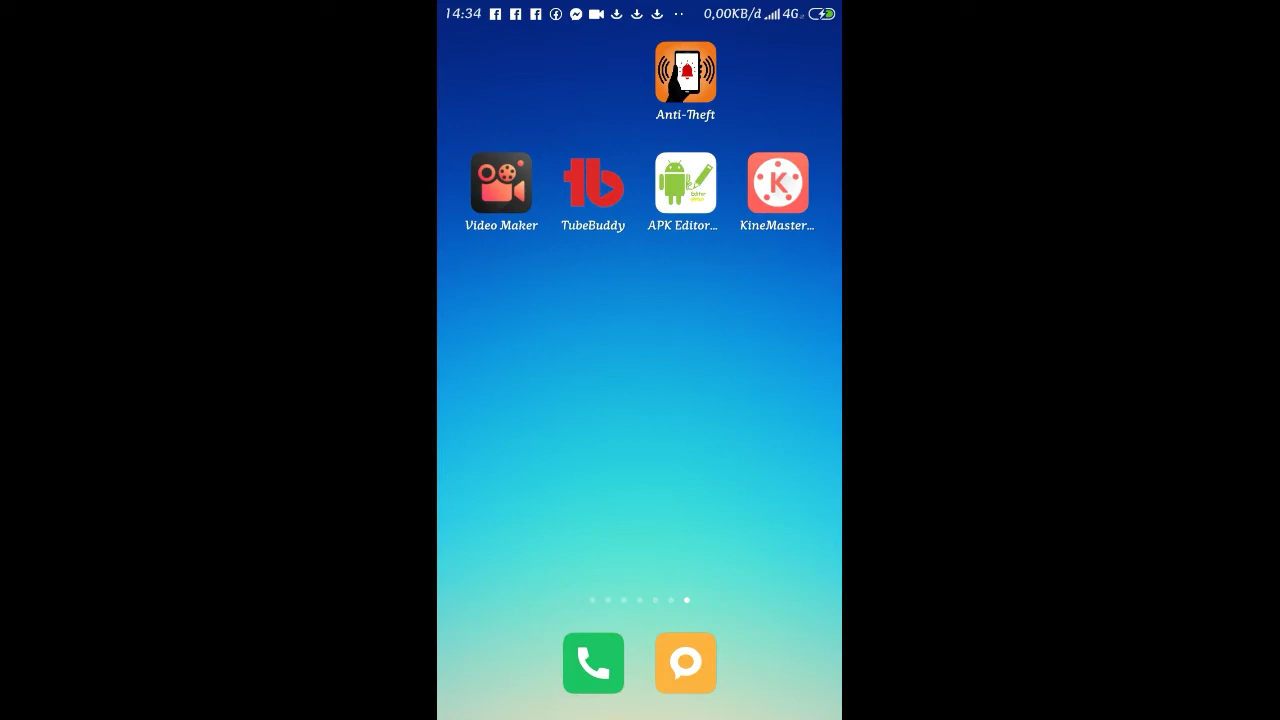 14:34 0,00KB/d 4G
Anti-Theft
Video Maker TubeBuddy APK Editor... KineMaster...